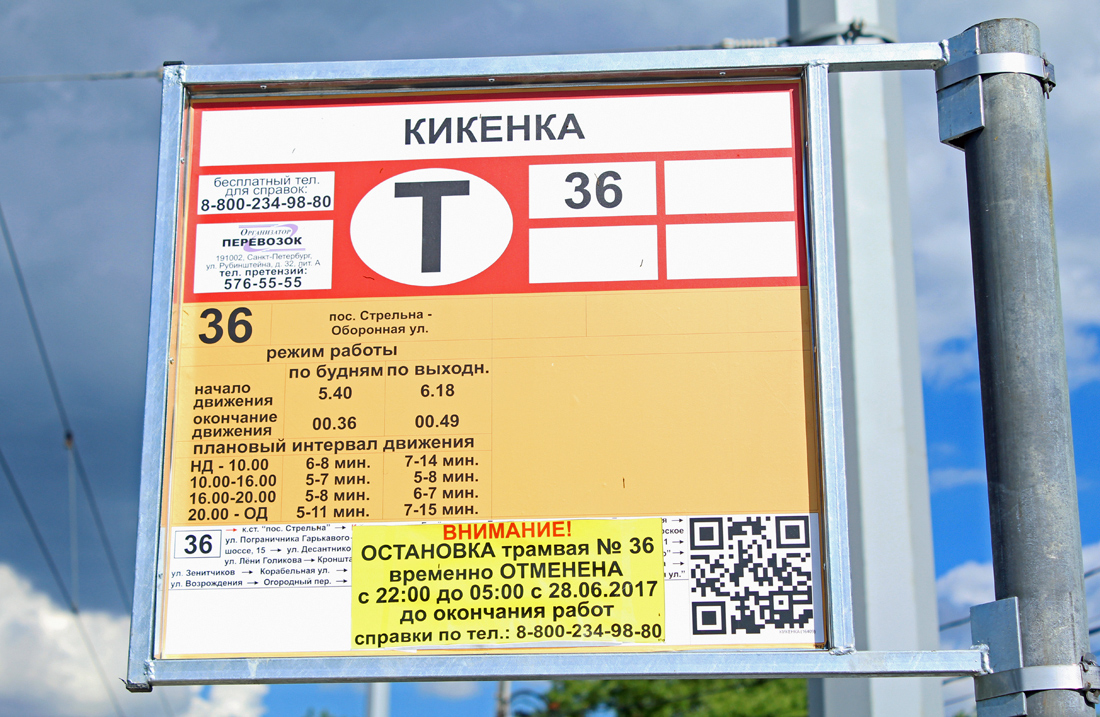 КИКЕНКА
бесплатный тел.
для справок:
8-800-234-98-80
Организатор
ПЕРЕВОЗОК
191002, Санкт-Петербург,
ул. Рубинштейна, д. 32, лит. А
тел. претензий:
576-55-55
Т
36
36
пос. Стрельна -
Оборонная ул.
режим работы
по будням по выходн.
начало
движения
5.40 6.18
окончание
движения
00.36 00.49
плановый интервал движения
НД - 10.00 6-8 мин. 7-14 мин.
10.00-16.00 5-7 мин. 5-8 мин.
16.00-20.00 5-8 мин. 6-7 мин.
20.00 - ОД 5-11 мин. 7-15 мин.
36
к.ст. "пос. Стрельна" →
ул. Пограничника Гарькавого
шоссе, 15 → ул. Десантников
ул. Лёни Голикова → Кроншта
ул. Зенитчиков → Корабельная ул. →
ул. Возрождения → Огородный пер. →
ВНИМАНИЕ!
ОСТАНОВКА трамвая № 36
временно ОТМЕНЕНА
с 22:00 до 05:00 с 28.06.2017
до окончания работ
справки по тел.: 8-800-234-98-80